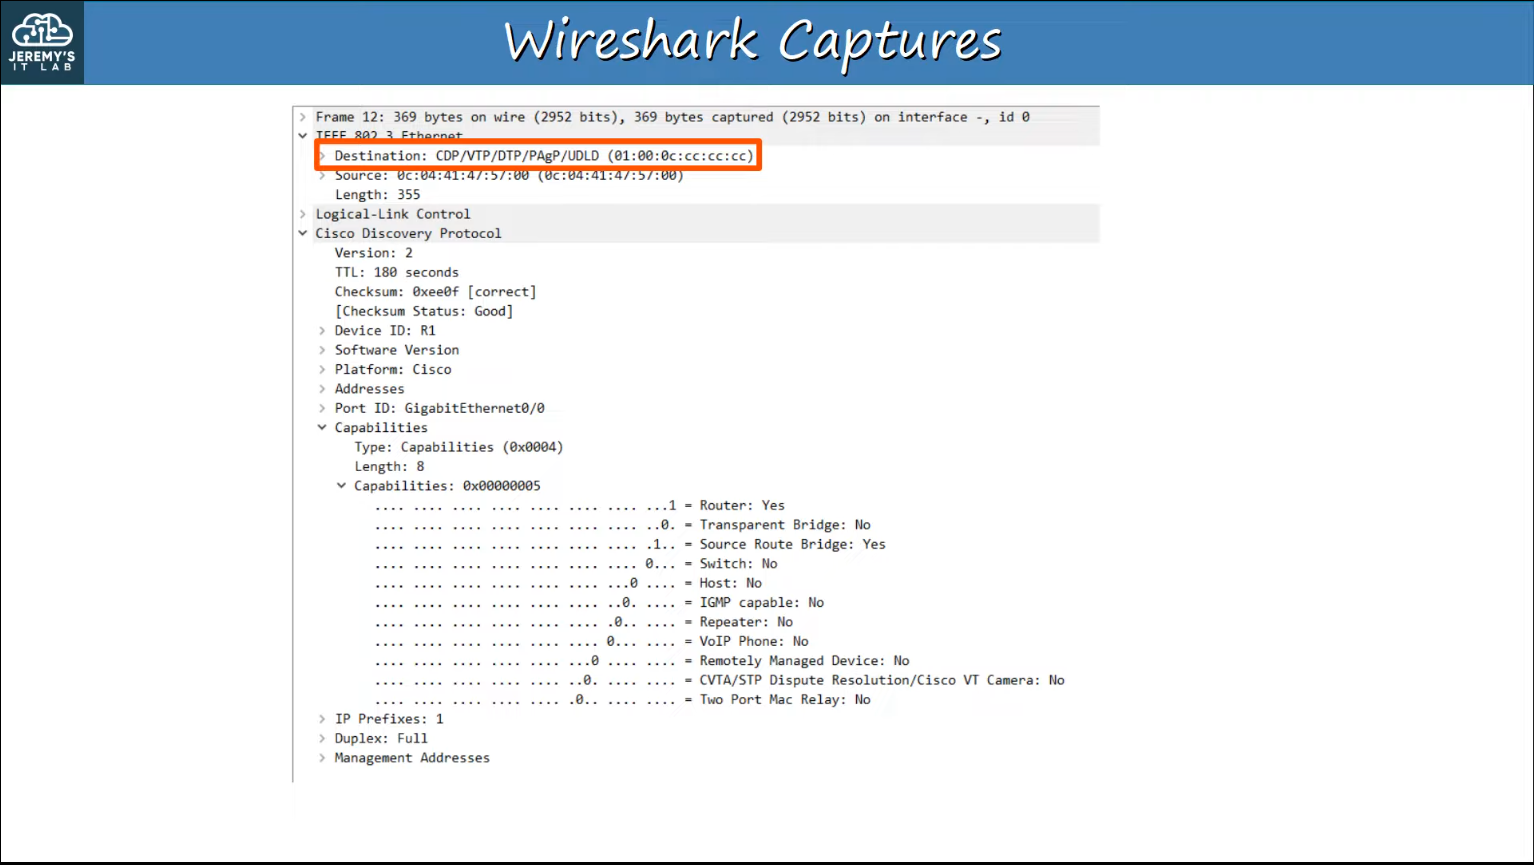 JEREMY'S
IT LAB
Wireshark Captures
Frame 12: 369 bytes on wire (2952 bits), 369 bytes captured (2952 bits) on interface -, id 0
IEEE 802.3 Ethernet
Destination: CDP/VTP/DTP/PAgP/UDLD (01:00:0c:cc:cc:cc)
Source: 0c:04:41:47:57:00 (0c:04:41:47:57:00)
Length: 355
Logical-Link Control
Cisco Discovery Protocol
Version: 2
TTL: 180 seconds
Checksum: 0xee0f [correct]
[Checksum Status: Good]
Device ID: R1
Software Version
Platform: Cisco
Addresses
Port ID: GigabitEthernet0/0
Capabilities
Type: Capabilities (0x0004)
Length: 8
Capabilities: 0x00000005
.... .... .... .... .... .... .... ...1 = Router: Yes
.... .... .... .... .... .... .... ..0. = Transparent Bridge: No
.... .... .... .... .... .... .... .1.. = Source Route Bridge: Yes
.... .... .... .... .... .... .... 0... = Switch: No
.... .... .... .... .... .... ...0 .... = Host: No
.... .... .... .... .... .... ..0. .... = IGMP capable: No
.... .... .... .... .... .... .0.. .... = Repeater: No
.... .... .... .... .... .... 0... .... = VoIP Phone: No
.... .... .... .... .... ...0 .... .... = Remotely Managed Device: No
.... .... .... .... .... ..0. .... .... = CVTA/STP Dispute Resolution/Cisco VT Camera: No
.... .... .... .... .... .0.. .... .... = Two Port Mac Relay: No
IP Prefixes: 1
Duplex: Full
Management Addresses